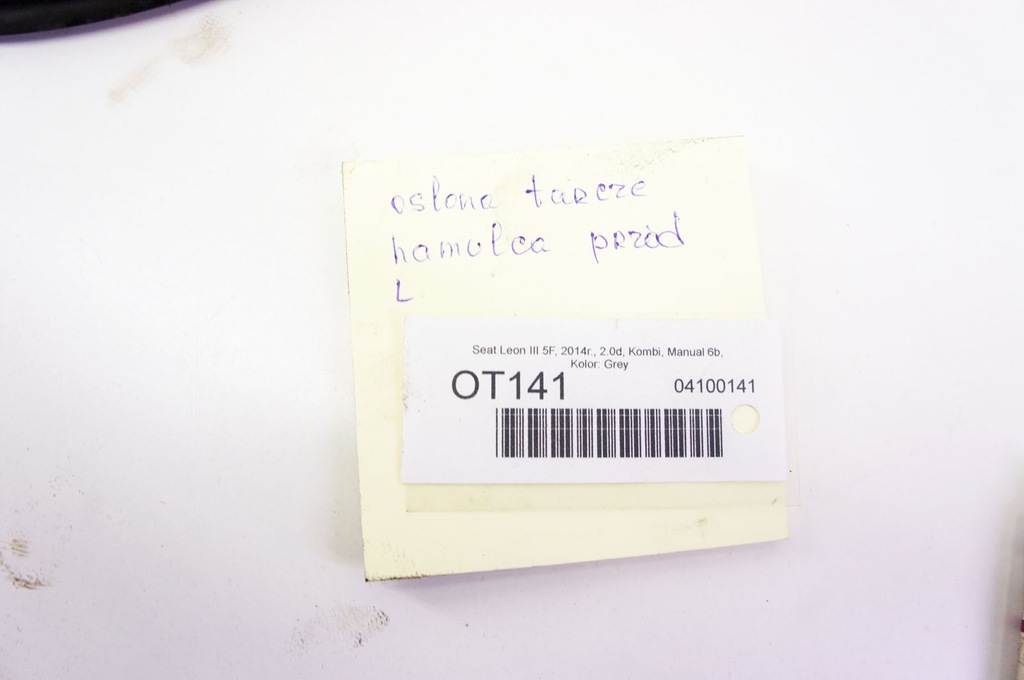 oslona tarcze
hamulca przód
L
Seat Leon III 5F, 2014r., 2.0d, Kombi, Manual 6b,
Kolor: Grey
OT141
04100141